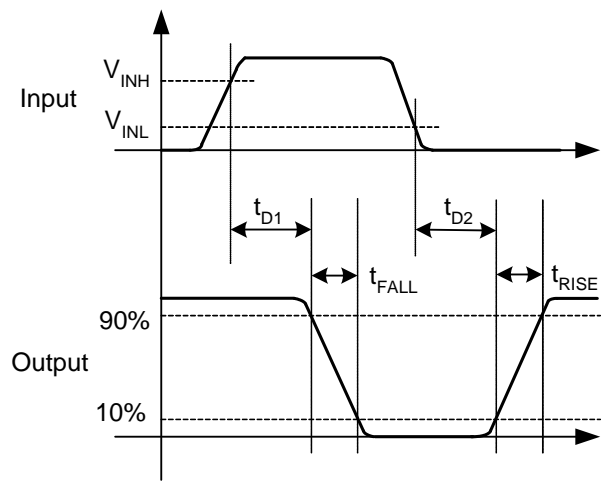 V_INH
Input
V_INL
t_D1
t_D2
t_FALL
t_RISE
90%
Output
10%